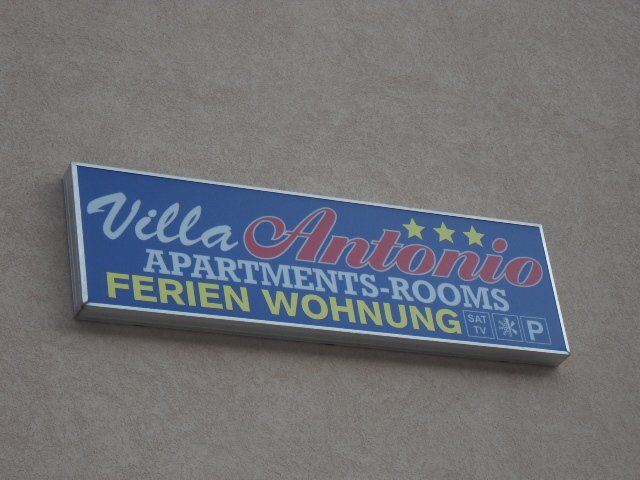 Villa Antonio
APARTMENTS-ROOMS
FERIEN WOHNUNG
SAT
TV
P